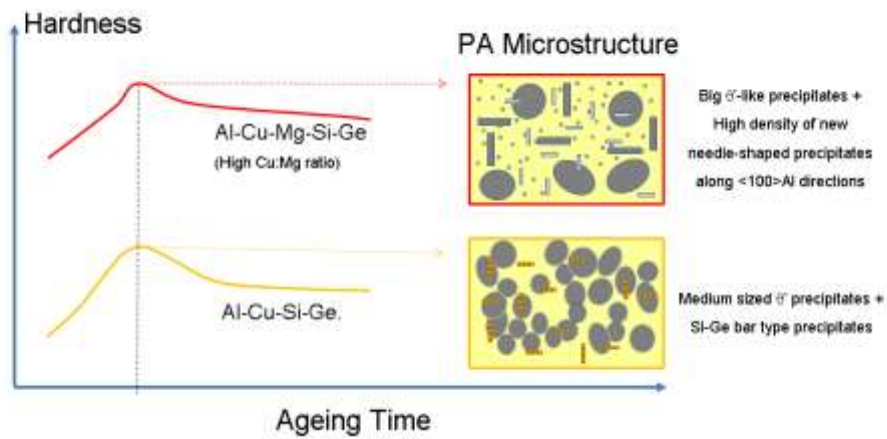 Hardness
PA Microstructure
Al-Cu-Mg-Si-Ge
(High Cu:Mg ratio)
Big θ'-like precipitates +
High density of new
needle-shaped precipitates
along <100>Al directions
Al-Cu-Si-Ge.
Medium sized θ' precipitates +
Si-Ge bar type precipitates
Ageing Time